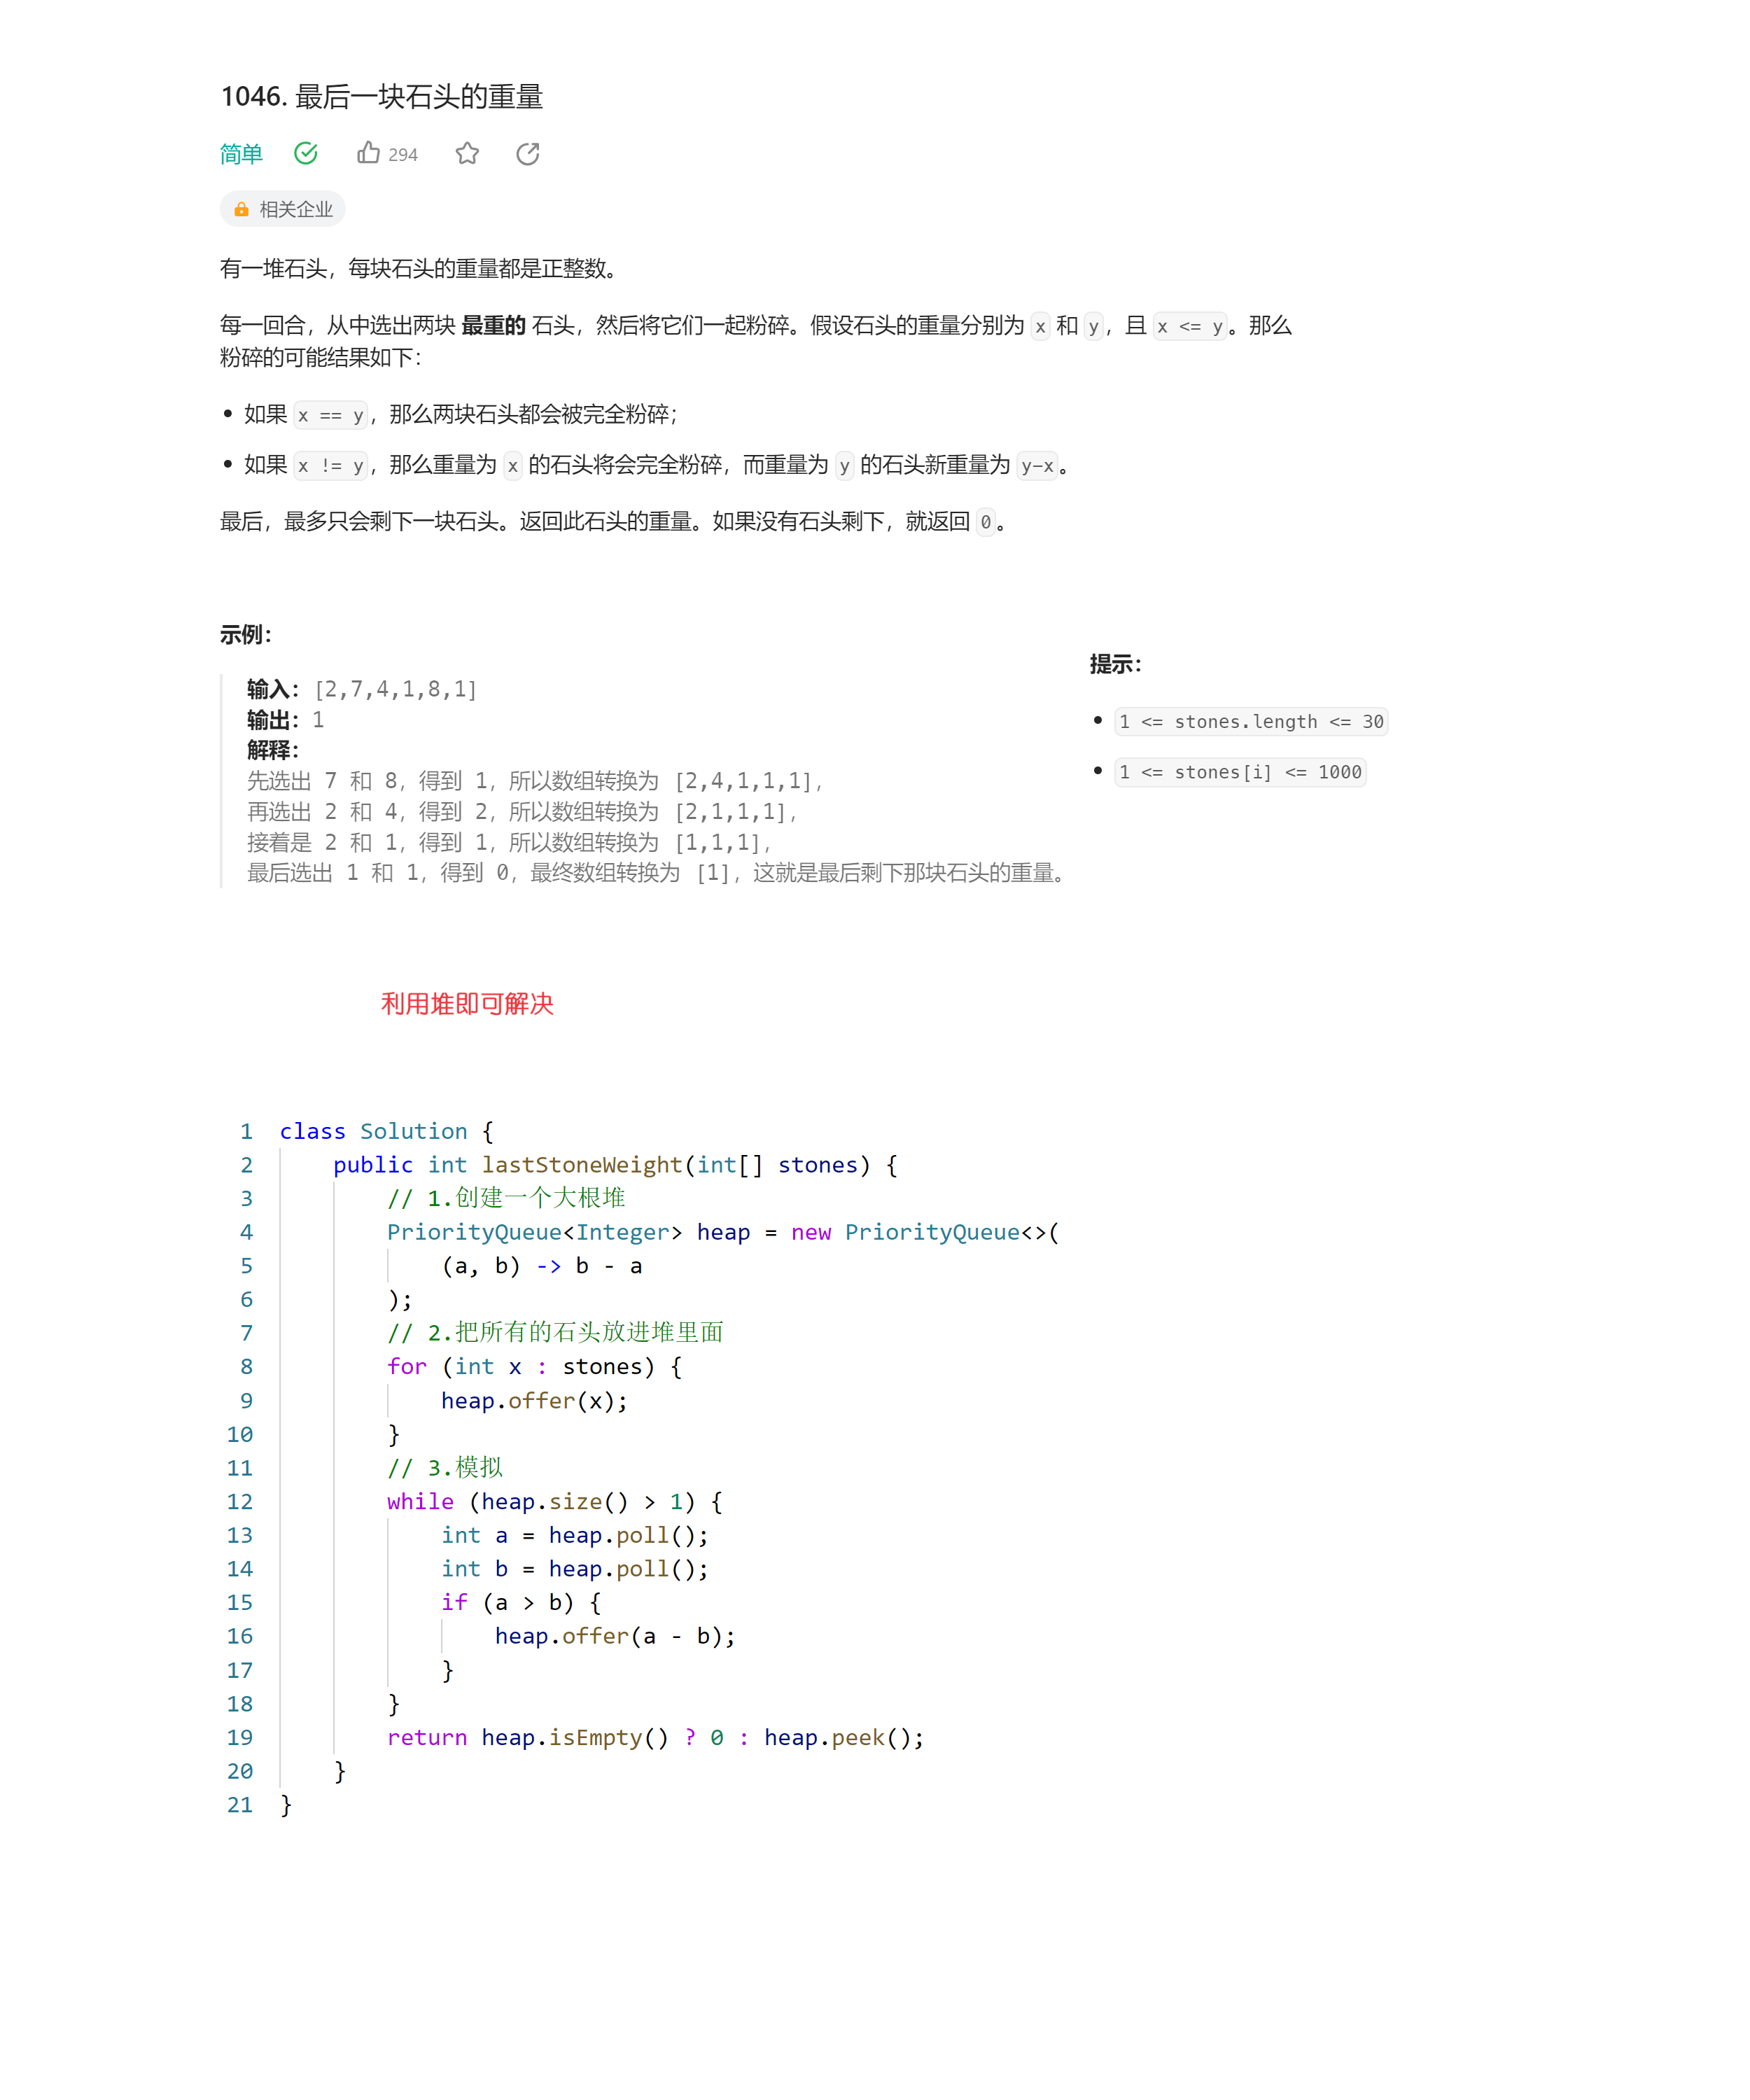 1046. 最后一块石头的重量
简单 294
相关企业
有一堆石头，每块石头的重量都是正整数。
每一回合，从中选出两块 最重的 石头，然后将它们一起粉碎。假设石头的重量分别为 x 和 y，且 x <= y。那么
粉碎的可能结果如下：
如果 x == y，那么两块石头都会被完全粉碎；
如果 x != y，那么重量为 x 的石头将会完全粉碎，而重量为 y 的石头新重量为 y-x。
最后，最多只会剩下一块石头。返回此石头的重量。如果没有石头剩下，就返回 0。
示例：
输入：[2,7,4,1,8,1]
输出：1
解释：
先选出 7 和 8，得到 1，所以数组转换为 [2,4,1,1,1]，
再选出 2 和 4，得到 2，所以数组转换为 [2,1,1,1]，
接着是 2 和 1，得到 1，所以数组转换为 [1,1,1]，
最后选出 1 和 1，得到 0，最终数组转换为 [1]，这就是最后剩下那块石头的重量。
提示：
1 <= stones.length <= 30
1 <= stones[i] <= 1000
利用堆即可解决
1 class Solution {
2     public int lastStoneWeight(int[] stones) {
3         // 1.创建一个大根堆
4         PriorityQueue<Integer> heap = new PriorityQueue<>(
5             (a, b) -> b - a
6         );
7         // 2.把所有的石头放进堆里面
8         for (int x : stones) {
9             heap.offer(x);
10         }
11         // 3.模拟
12         while (heap.size() > 1) {
13             int a = heap.poll();
14             int b = heap.poll();
15             if (a > b) {
16                 heap.offer(a - b);
17             }
18         }
19         return heap.isEmpty() ? 0 : heap.peek();
20     }
21 }